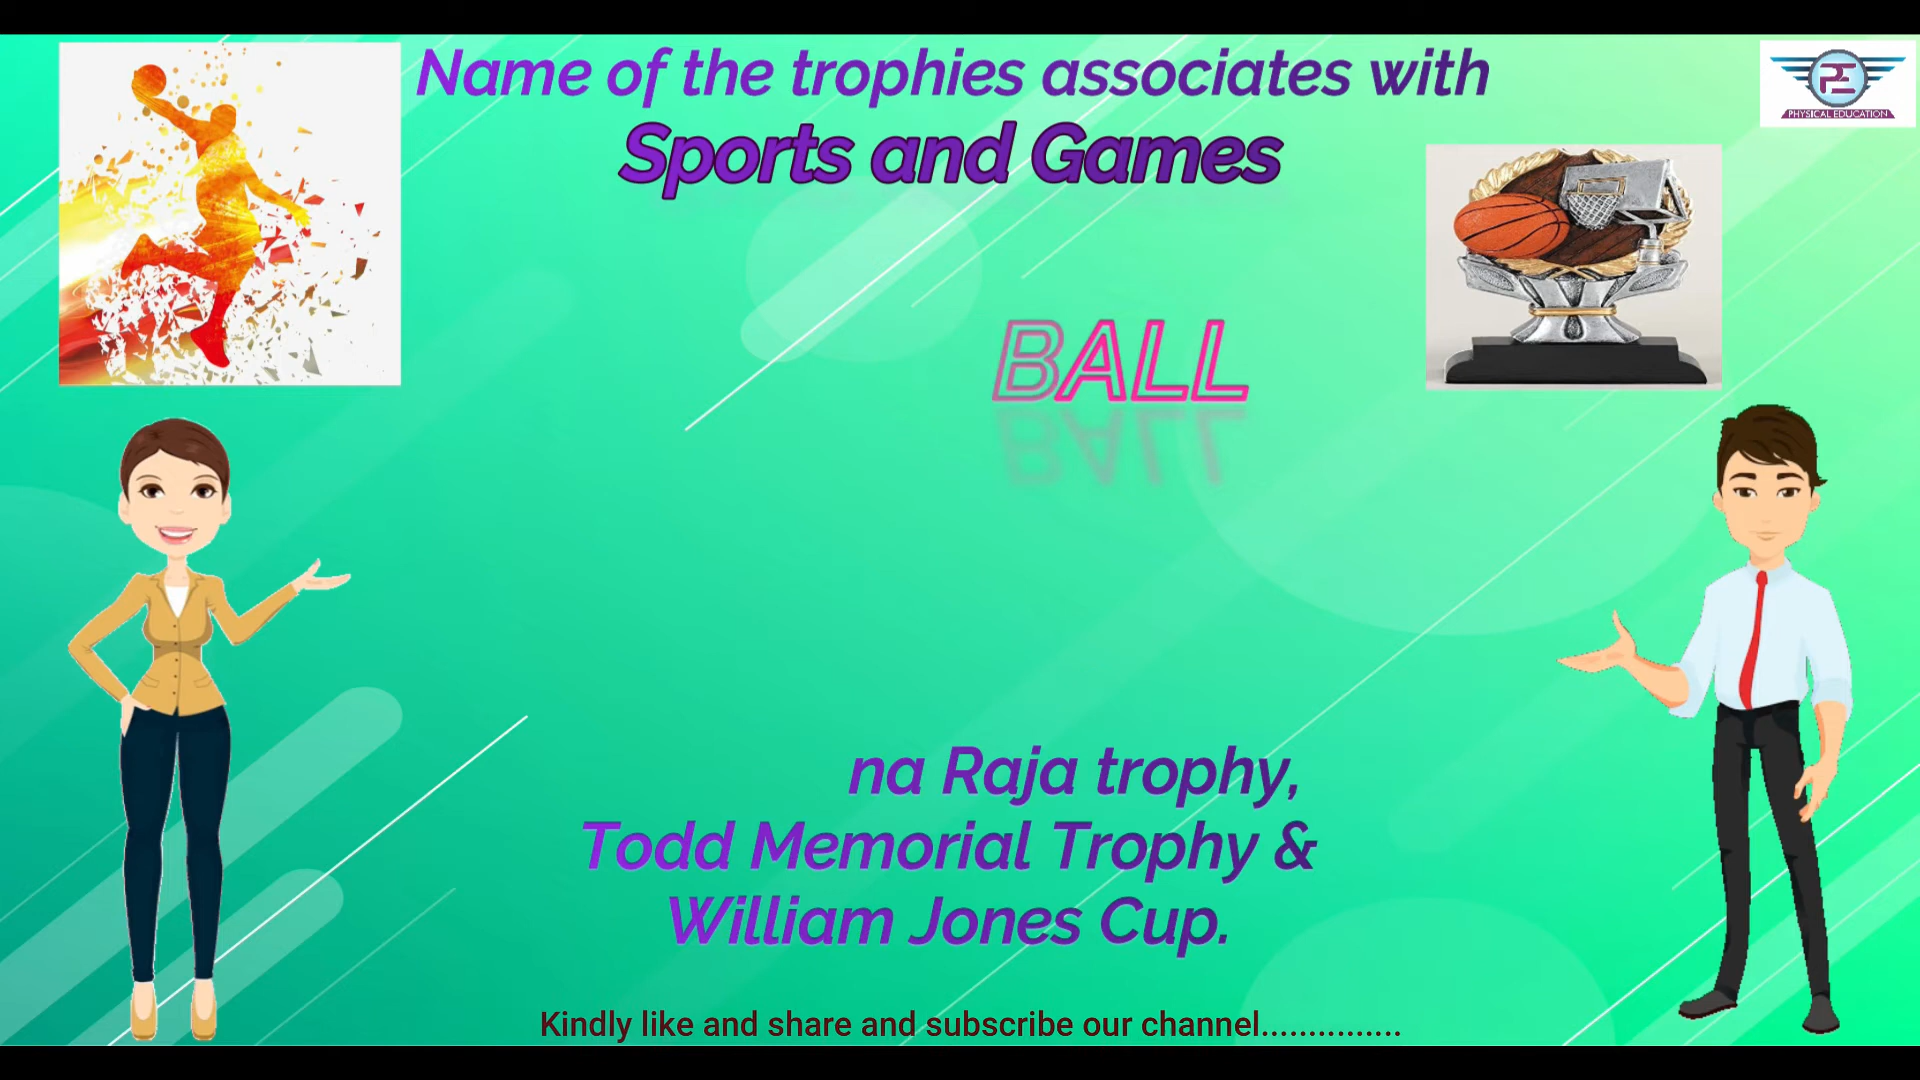 Name of the trophies associates with
Sports and Games
PE
PHYSICAL EDUCATION
BALL
na Raja trophy,
Todd Memorial Trophy &
William Jones Cup.
Kindly like and share and subscribe our channel...............